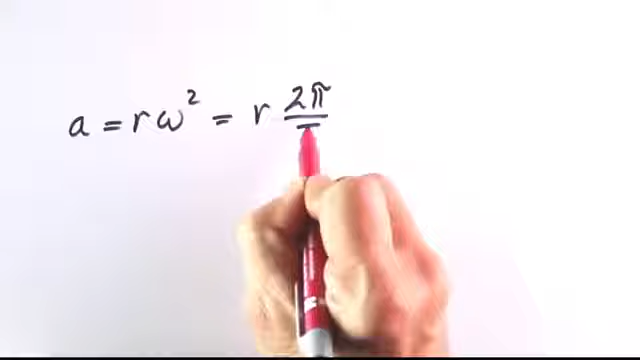 a = rω² = r 2π/T